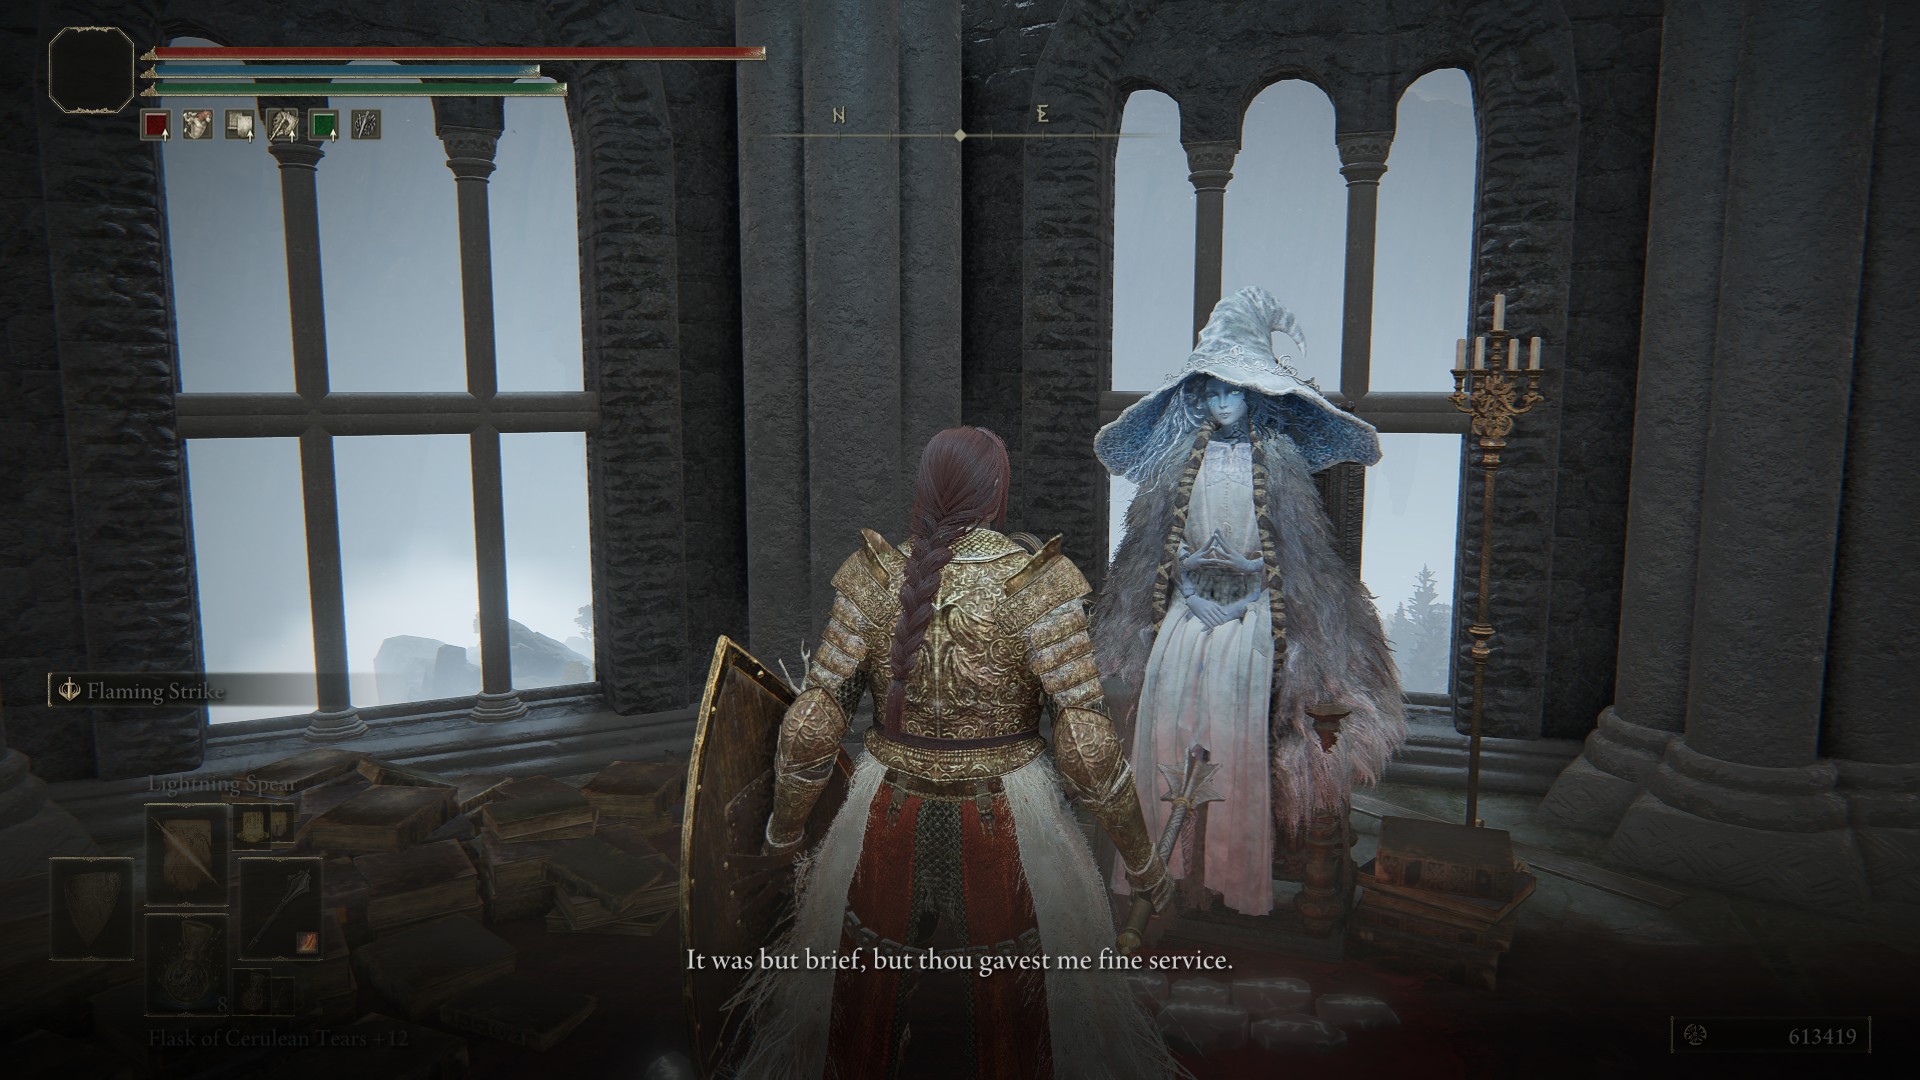 N
E
Flaming Strike
Lightning Spear
It was but brief, but thou gavest me fine service.
8
Flask of Cerulean Tears +12
613419